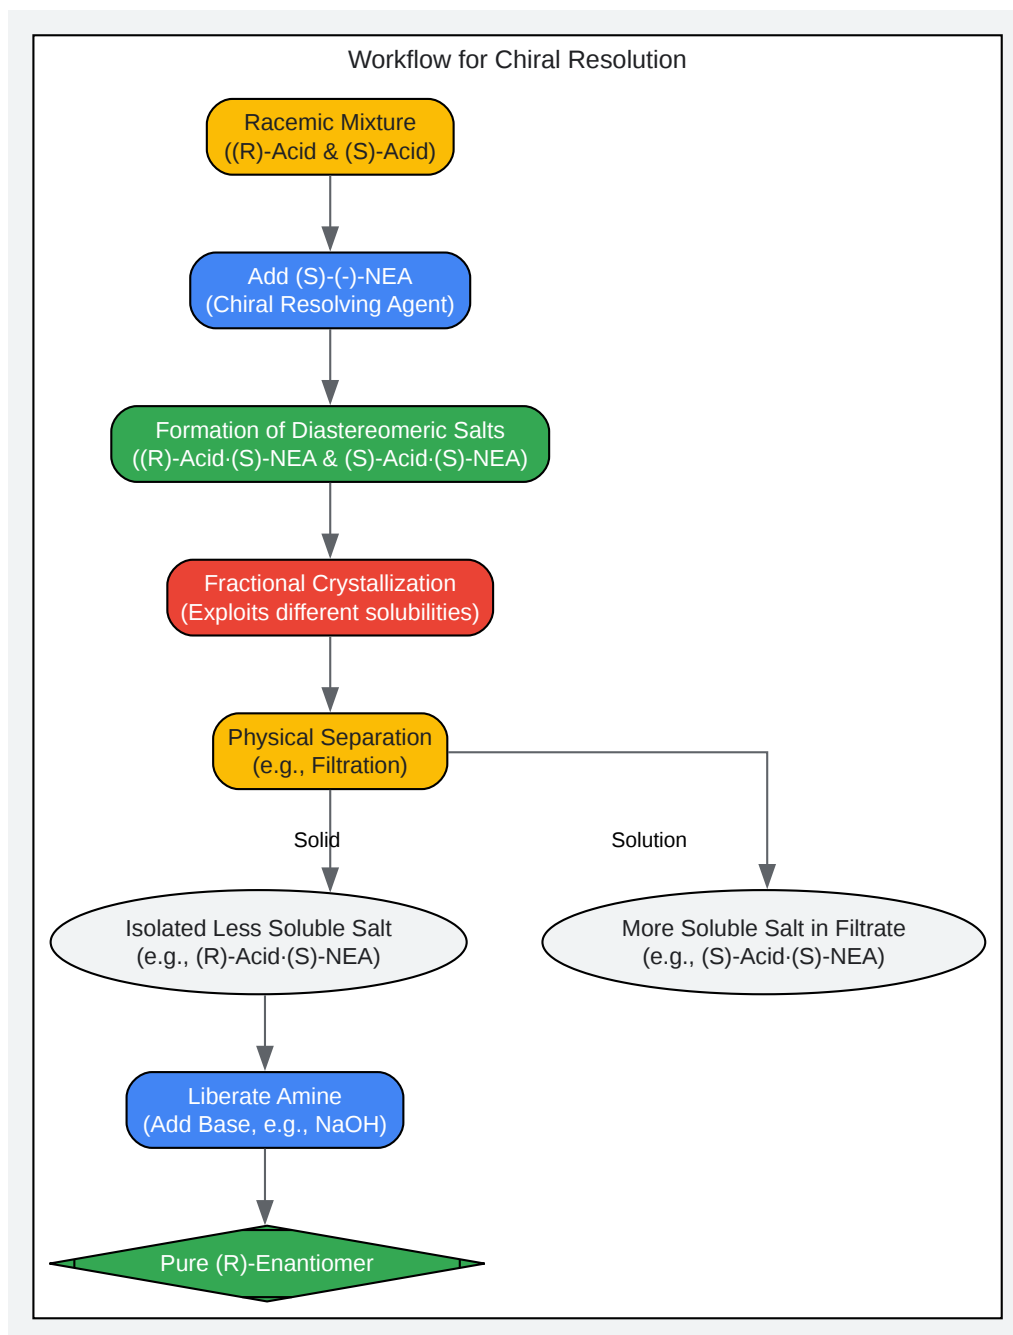 Workflow for Chiral Resolution
Racemic Mixture
((R)-Acid & (S)-Acid)
Add (S)-(-)-NEA
(Chiral Resolving Agent)
Formation of Diastereomeric Salts
((R)-Acid·(S)-NEA & (S)-Acid·(S)-NEA)
Fractional Crystallization
(Exploits different solubilities)
Physical Separation
(e.g., Filtration)
Solid
Solution
Isolated Less Soluble Salt
(e.g., (R)-Acid·(S)-NEA)
More Soluble Salt in Filtrate
(e.g., (S)-Acid·(S)-NEA)
Liberate Amine
(Add Base, e.g., NaOH)
Pure (R)-Enantiomer